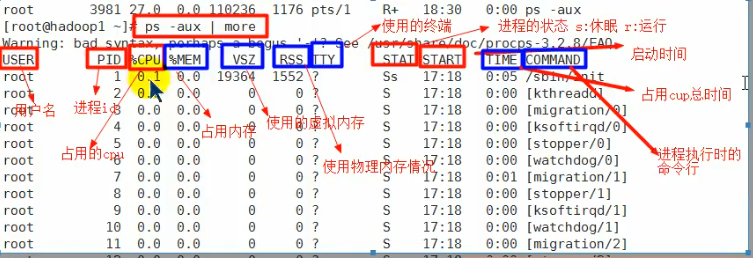 root 3981 27.0 0.0 110236 1176 pts/1 R+ 18:30 0:00 ps -aux
[root@hadoop1 ~]# ps -aux | more
使用的终端
进程的状态 s:休眠 r:运行
Warning: bad syntax, perhaps a bogus '-'? See /usr/share/doc/procps-3.2.8/FAQ
启动时间
USER PID %CPU %MEM VSZ RSS TTY STAT START TIME COMMAND
root 1 0.1 0.0 19364 1552 ? Ss 17:18 0:05 /sbin/init
root 2 0.0 0.0 0 0 ? S 17:18 0:00 [kthreadd]
root 3 0.0 0 0 ? S 17:18 0:00 [migration/0]
root 4 0.0 0 0 ? S 17:18 0:00 [ksoftirqd/0]
root 5 0.0 0.0 0 0 ? S 17:18 0:00 [stopper/0]
root 6 0.0 0.0 0 0 S 17:18 0:00 [watchdog/0]
root 7 0.0 0.0 0 0 ? S 17:18 0:01 [migration/1]
root 8 0.0 0.0 0 0 ? S 17:18 0:00 [stopper/1]
root 9 0.0 0.0 0 0 ? S 17:18 0:00 [ksoftirqd/1]
root 10 0.0 0.0 0 0 ? S 17:18 0:00 [watchdog/1]
root 11 0.0 0.0 0 0 ? S 17:18 0:00 [migration/2]
用户名
进程id
占用的cpu
占用内存
使用的虚拟内存
使用物理内存情况
占用cup总时间
进程执行时的
命令行